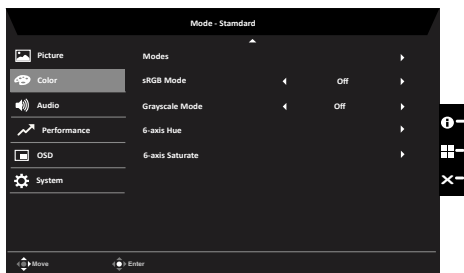 Mode - Standard
Picture
Modes
Color
sRGB Mode
Off
Audio
Grayscale Mode
Off
Performance
6-axis Hue
OSD
6-axis Saturate
System
Move
Enter